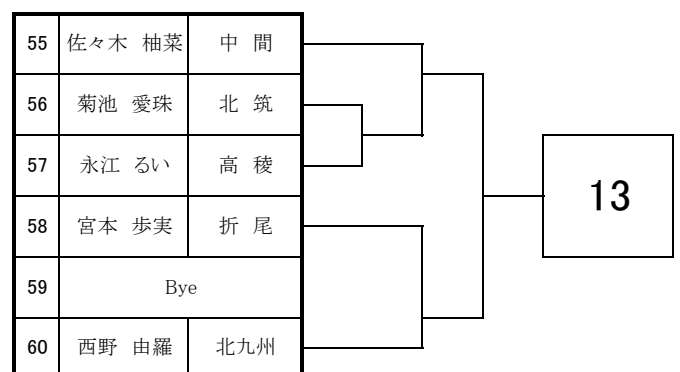 55 佐々木 柚菜 中 間
56 菊池 愛珠 北 筑
57 永江 るい 高 稜
58 宮本 歩実 折 尾
59 Bye
60 西野 由羅 北九州
13